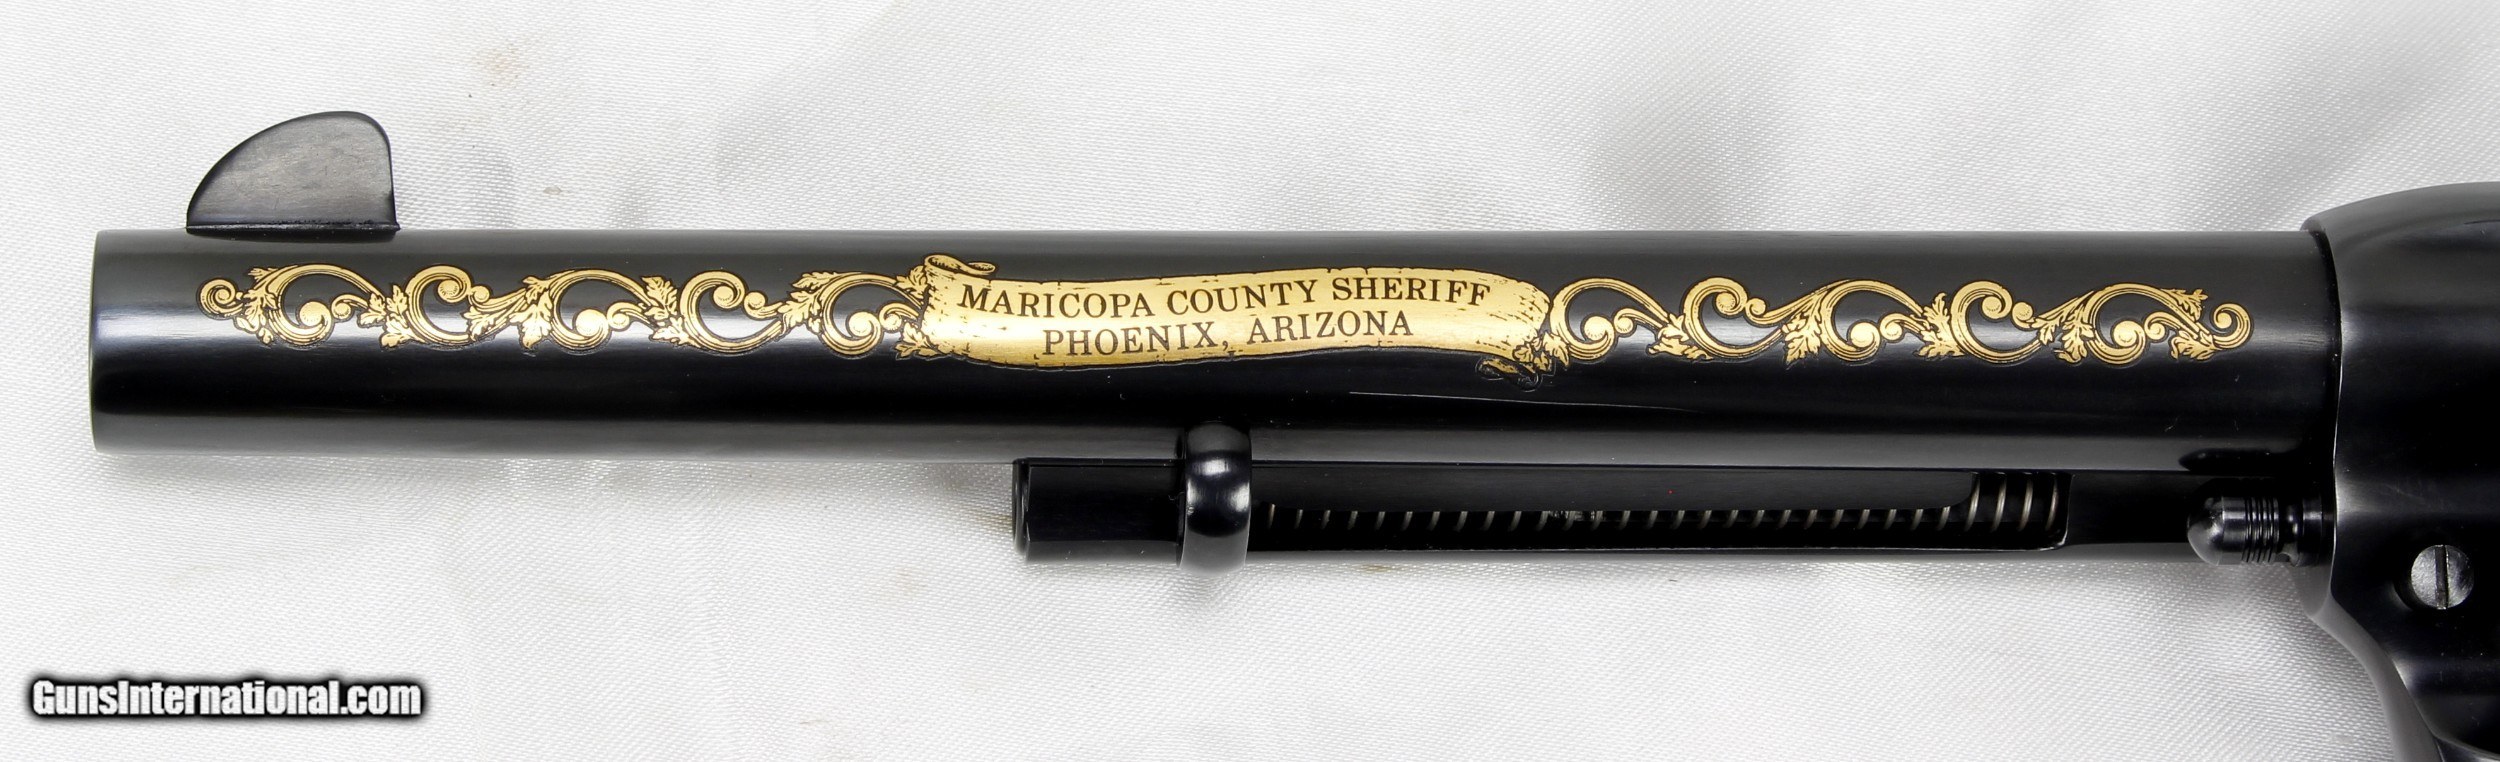 MARICOPA COUNTY SHERIFF
PHOENIX, ARIZONA
GunsInternational.com